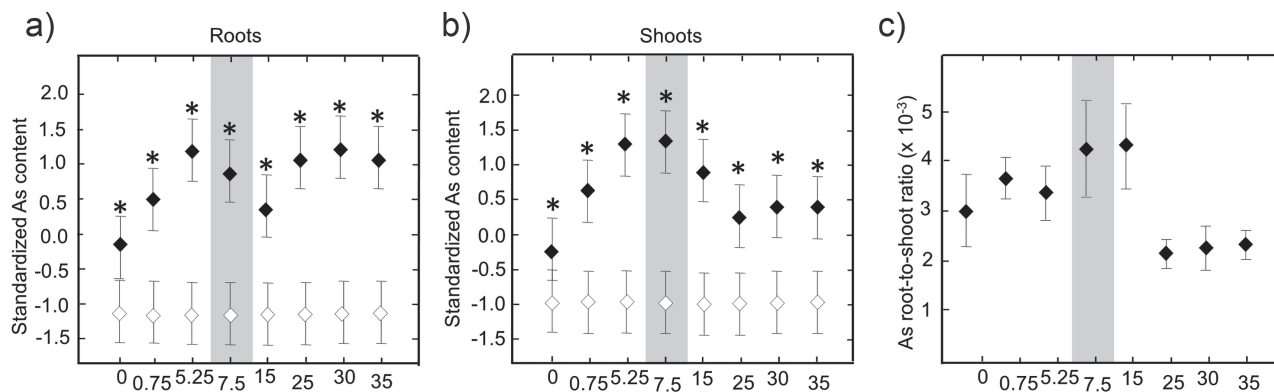 a)
Roots
Standardized As content
2.0
1.5
1.0
0.5
0.0
-0.5
-1.0
-1.5
* * * * * * * *
0 0.75 5.25 7.5 15 25 30 35
b)
Shoots
Standardized As content
2.0
1.5
1.0
0.5
0.0
-0.5
-1.0
-1.5
* * * * * * * *
0 0.75 5.25 7.5 15 25 30 35
c)
As root-to-shoot ratio (x 10-3)
5
4
3
2
1
0 0.75 5.25 7.5 15 25 30 35